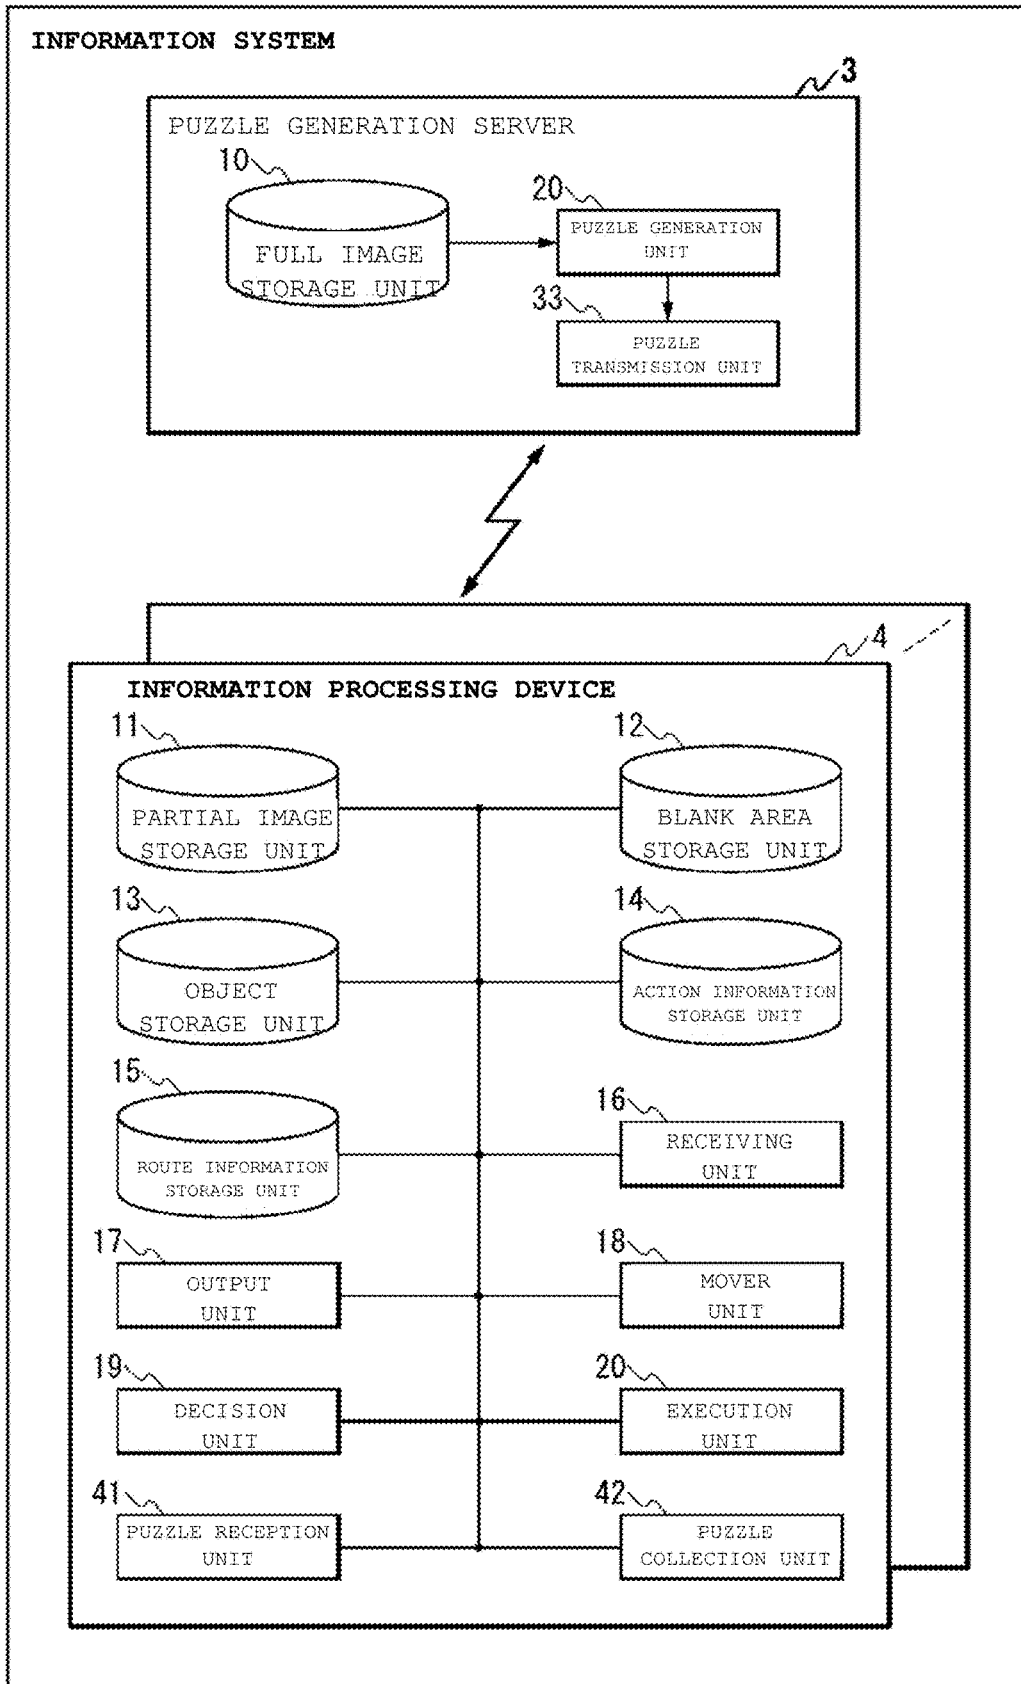 INFORMATION SYSTEM
3
PUZZLE GENERATION SERVER
10
FULL IMAGE
STORAGE UNIT
20
PUZZLE GENERATION
UNIT
33
PUZZLE
TRANSMISSION UNIT
4
INFORMATION PROCESSING DEVICE
11
PARTIAL IMAGE
STORAGE UNIT
12
BLANK AREA
STORAGE UNIT
13
OBJECT
STORAGE UNIT
14
ACTION INFORMATION
STORAGE UNIT
15
ROUTE INFORMATION
STORAGE UNIT
16
RECEIVING
UNIT
17
OUTPUT
UNIT
18
MOVER
UNIT
19
DECISION
UNIT
20
EXECUTION
UNIT
41
PUZZLE RECEPTION
UNIT
42
PUZZLE
COLLECTION UNIT